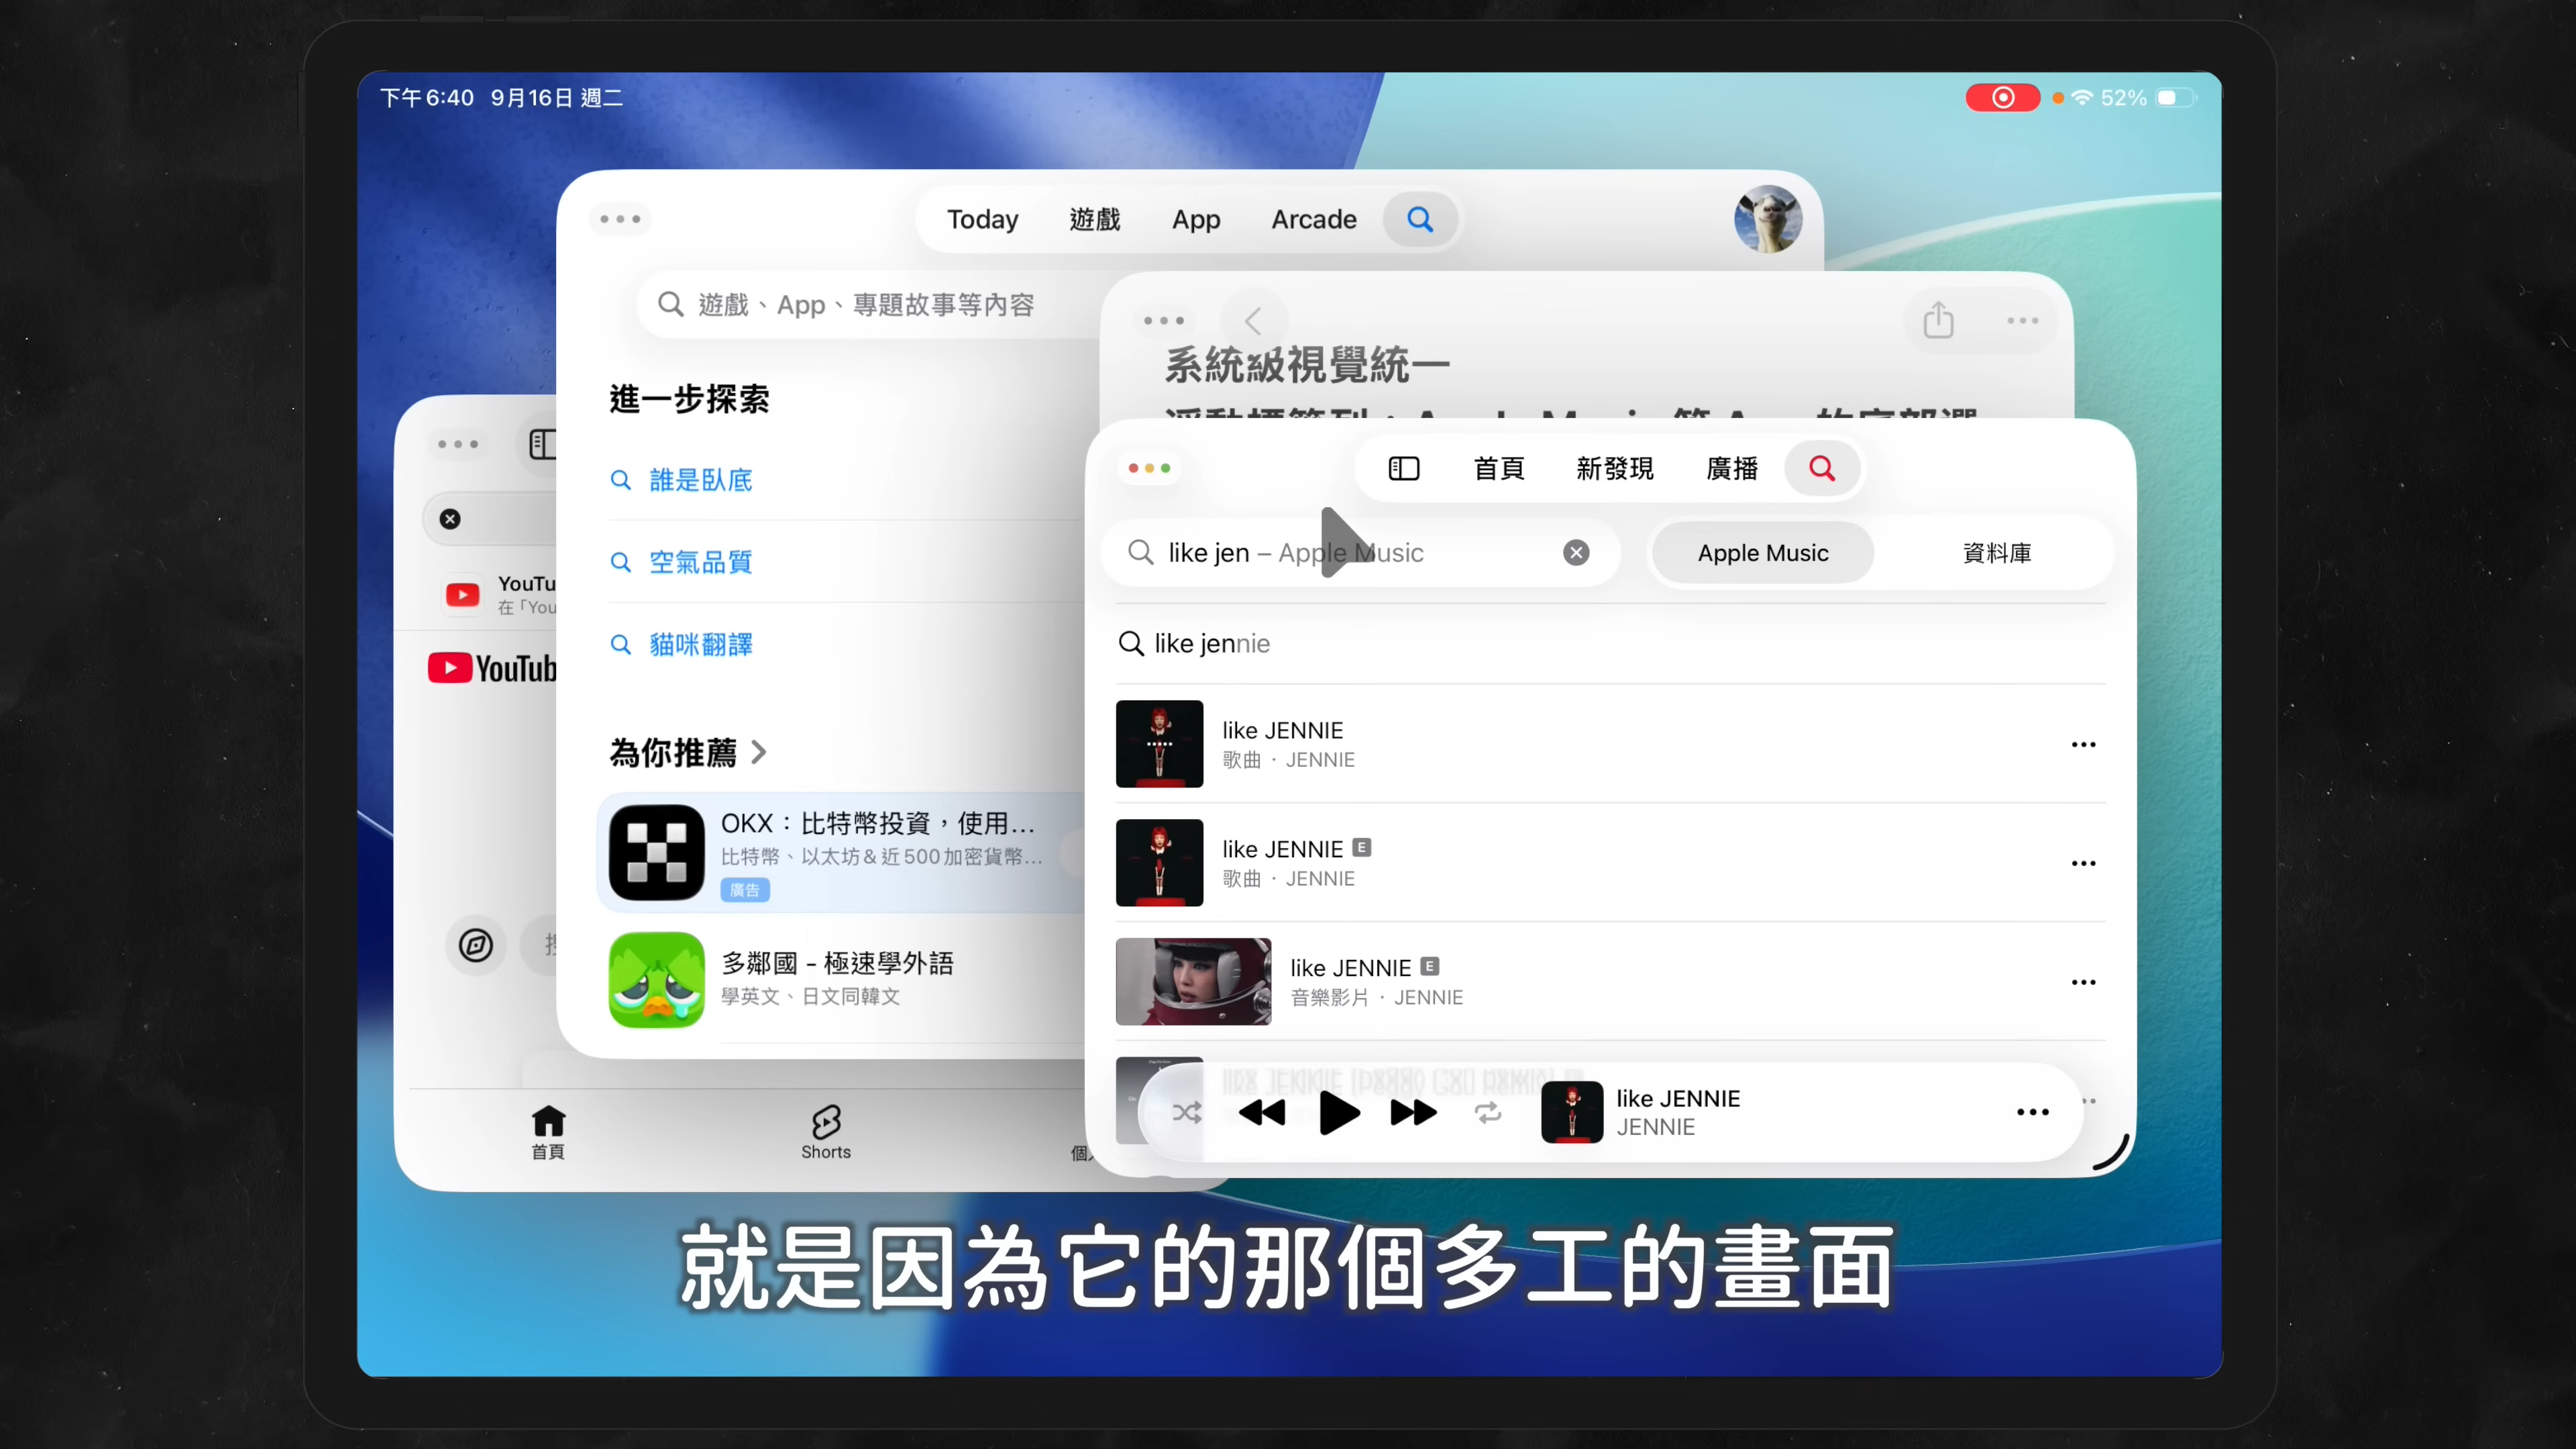 下午6:40 9月16日 週二
52%
Today 遊戲 App Arcade
遊戲、App、專題故事等內容
進一步探索
誰是臥底
空氣品質
貓咪翻譯
為你推薦
OKX：比特幣投資，使用...
比特幣、以太坊&近500加密貨幣...
廣告
多鄰國 - 極速學外語
學英文、日文同韓文
YouTu
在「You
YouTub
首頁
Shorts
個
系統級視覺統一
首頁 新發現 廣播
like jen – Apple Music
Apple Music 資料庫
like jennie
like JENNIE
歌曲 · JENNIE
like JENNIE E
歌曲 · JENNIE
like JENNIE E
音樂影片 · JENNIE
like JENNIE
JENNIE
就是因為它的那個多工的畫面